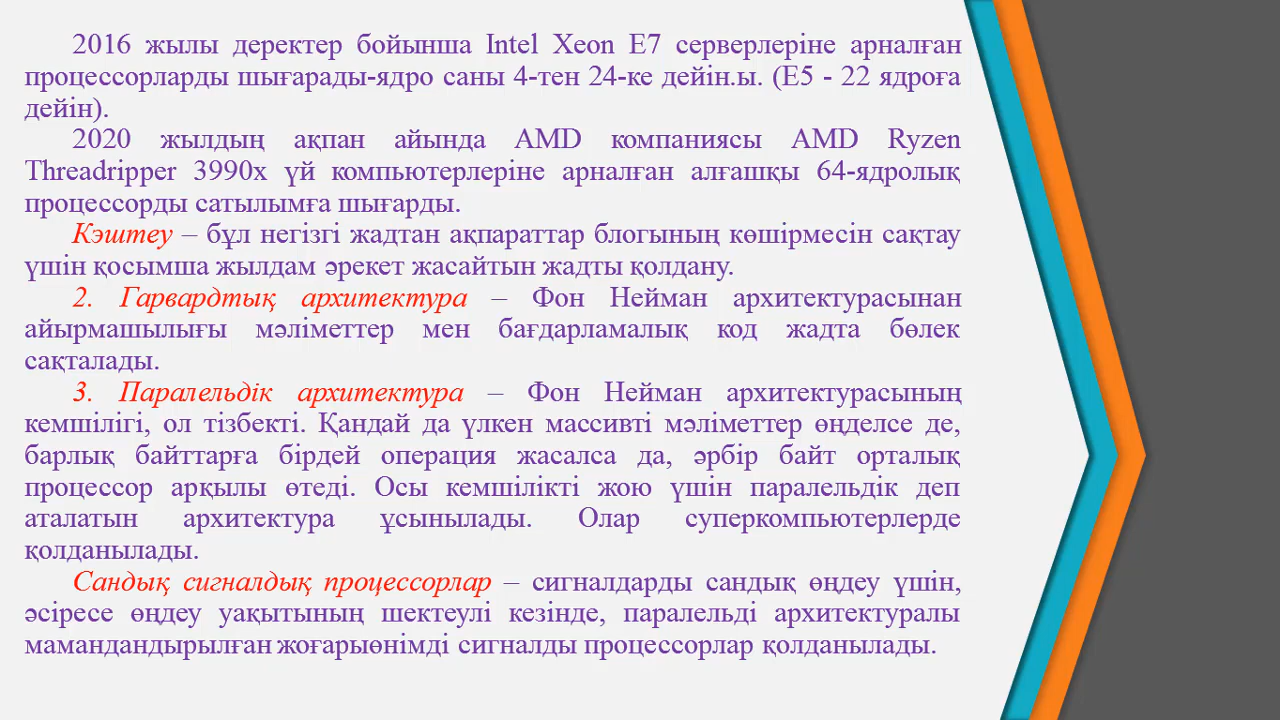 2016 жылы деректер бойынша Intel Xeon E7 серверлеріне арналған
процессорларды шығарады-ядро саны 4-тен 24-ке дейін.ы. (E5 - 22 ядроға
дейін).
2020 жылдың ақпан айында AMD компаниясы AMD Ryzen
Threadripper 3990x үй компьютерлеріне арналған алғашқы 64-ядролық
процессорды сатылымға шығарды.
Кэштеу – бұл негізгі жадтан ақпараттар блогының көшірмесін сақтау
үшін қосымша жылдам әрекет жасайтын жадты қолдану.
2. Гарвардтық архитектура – Фон Нейман архитектурасынан
айырмашылығы мәліметтер мен бағдарламалық код жадта бөлек
сақталады.
3. Паралельдік архитектура – Фон Нейман архитектурасының
кемшілігі, ол тізбекті. Қандай да үлкен массивті мәліметтер өңделсе де,
барлық байттарға бірдей операция жасалса да, әрбір байт орталық
процессор арқылы өтеді. Осы кемшілікті жою үшін паралельдік деп
аталатын архитектура ұсынылады. Олар суперкомпьютерлерде
қолданылады.
Сандық сигналдық процессорлар – сигналдарды сандық өңдеу үшін,
әсіресе өңдеу уақытының шектеулі кезінде, паралельді архитектуралы
мамандандырылған жоғарыөнімді сигналды процессорлар қолданылады.